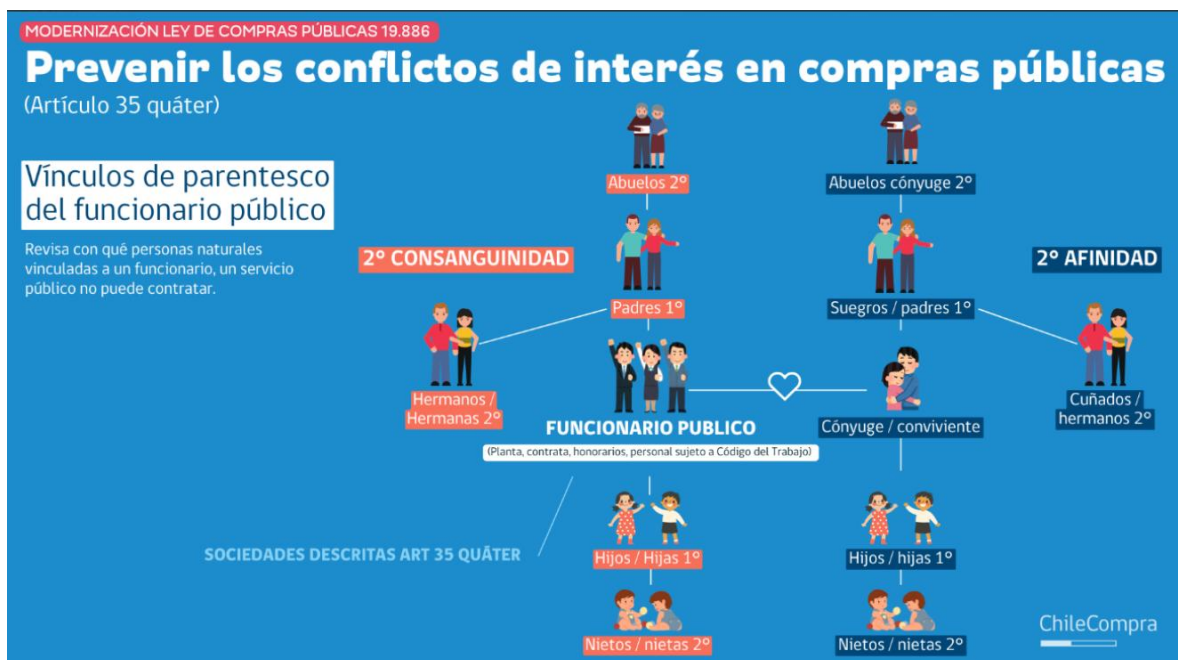 MODERNIZACIÓN LEY DE COMPRAS PÚBLICAS 19.886
Prevenir los conflictos de interés en compras públicas
(Artículo 35 quáter)
Vínculos de parentesco
del funcionario público
Revisa con qué personas naturales
vinculadas a un funcionario, un servicio
público no puede contratar.
Abuelos 2°
Abuelos cónyuge 2°
2° CONSANGUINIDAD
2° AFINIDAD
Padres 1°
Suegros / padres 1°
Hermanos /
Hermanas 2°
FUNCIONARIO PUBLICO
(Planta, contrata, honorarios, personal sujeto a Código del Trabajo)
Cónyuge / conviviente
Cuñados /
hermanos 2°
SOCIEDADES DESCRITAS ART 35 QUÁTER
Hijos / Hijas 1°
Hijos / hijas 1°
Nietos / nietas 2°
Nietos / nietas 2°
ChileCompra